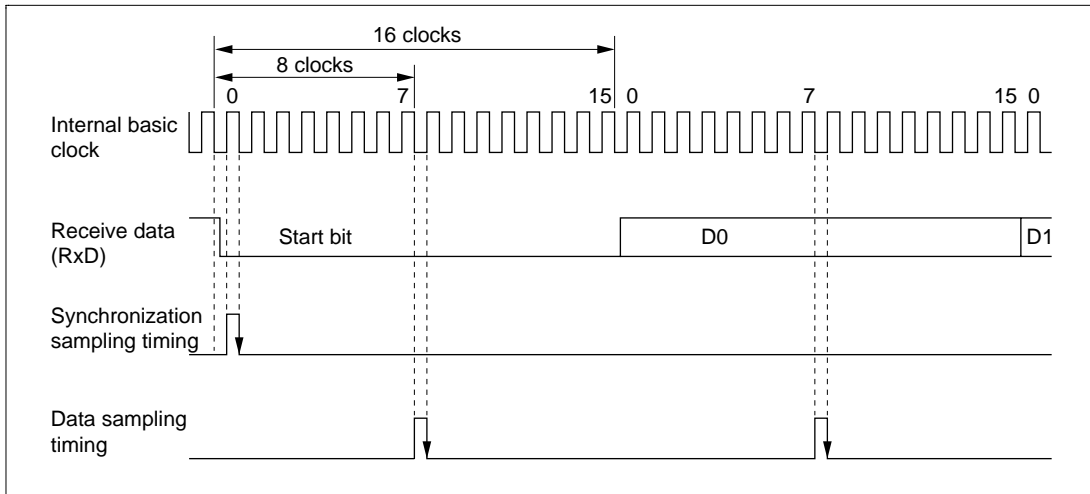 16 clocks
8 clocks
0 7 15 0 7 15 0
Internal basic
clock
Receive data
(RxD)
Start bit D0 D1
Synchronization
sampling timing
Data sampling
timing